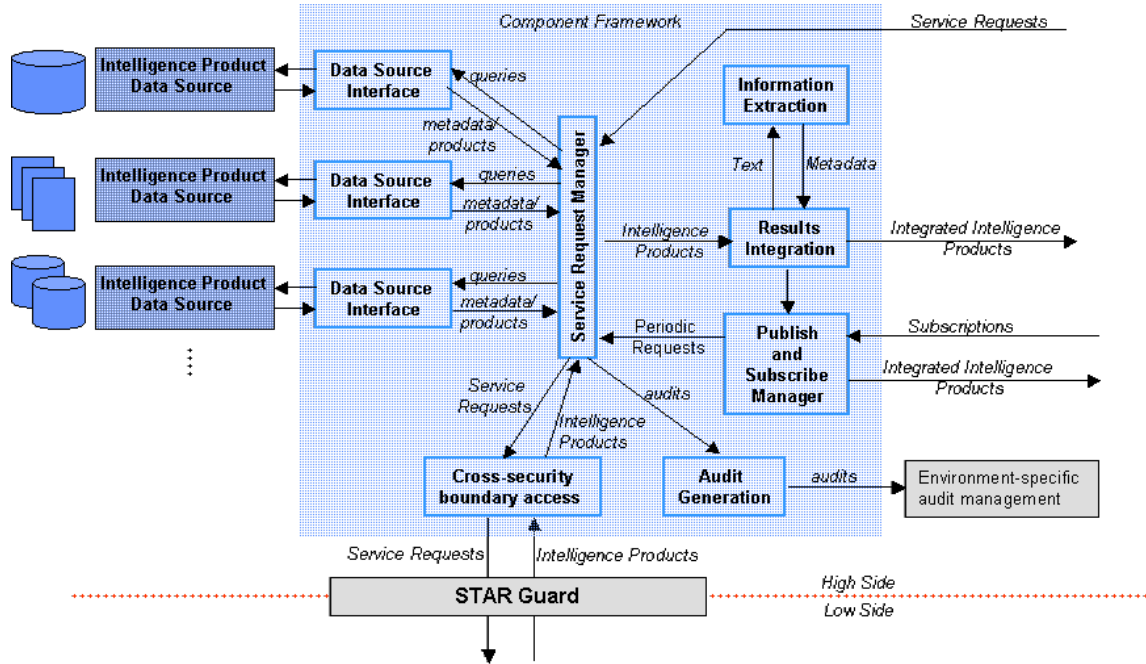 Component Framework
Service Requests
Intelligence Product
Data Source
Data Source
Interface
queries
metadata/
products
Information
Extraction
Text
Metadata
Intelligence Product
Data Source
Data Source
Interface
queries
metadata/
products
Service Request Manager
Intelligence
Products
Results
Integration
Integrated Intelligence
Products
Intelligence Product
Data Source
Data Source
Interface
queries
metadata/
products
Periodic
Requests
Publish
and
Subscribe
Manager
Subscriptions
Integrated Intelligence
Products
Service
Requests
Intelligence
Products
audits
Cross-security
boundary access
Audit
Generation
audits
Environment-specific
audit management
Service Requests
Intelligence Products
STAR Guard
High Side
Low Side